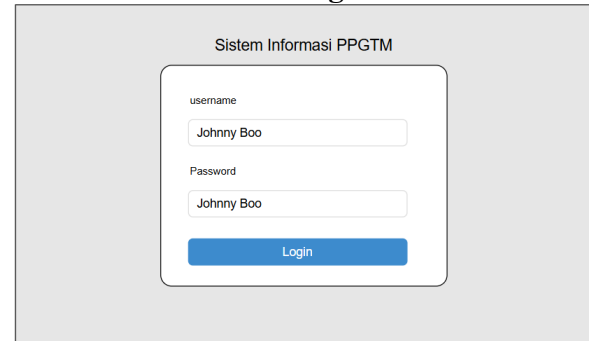 Sistem Informasi PPGTM
username
Johnny Boo
Password
Johnny Boo
Login